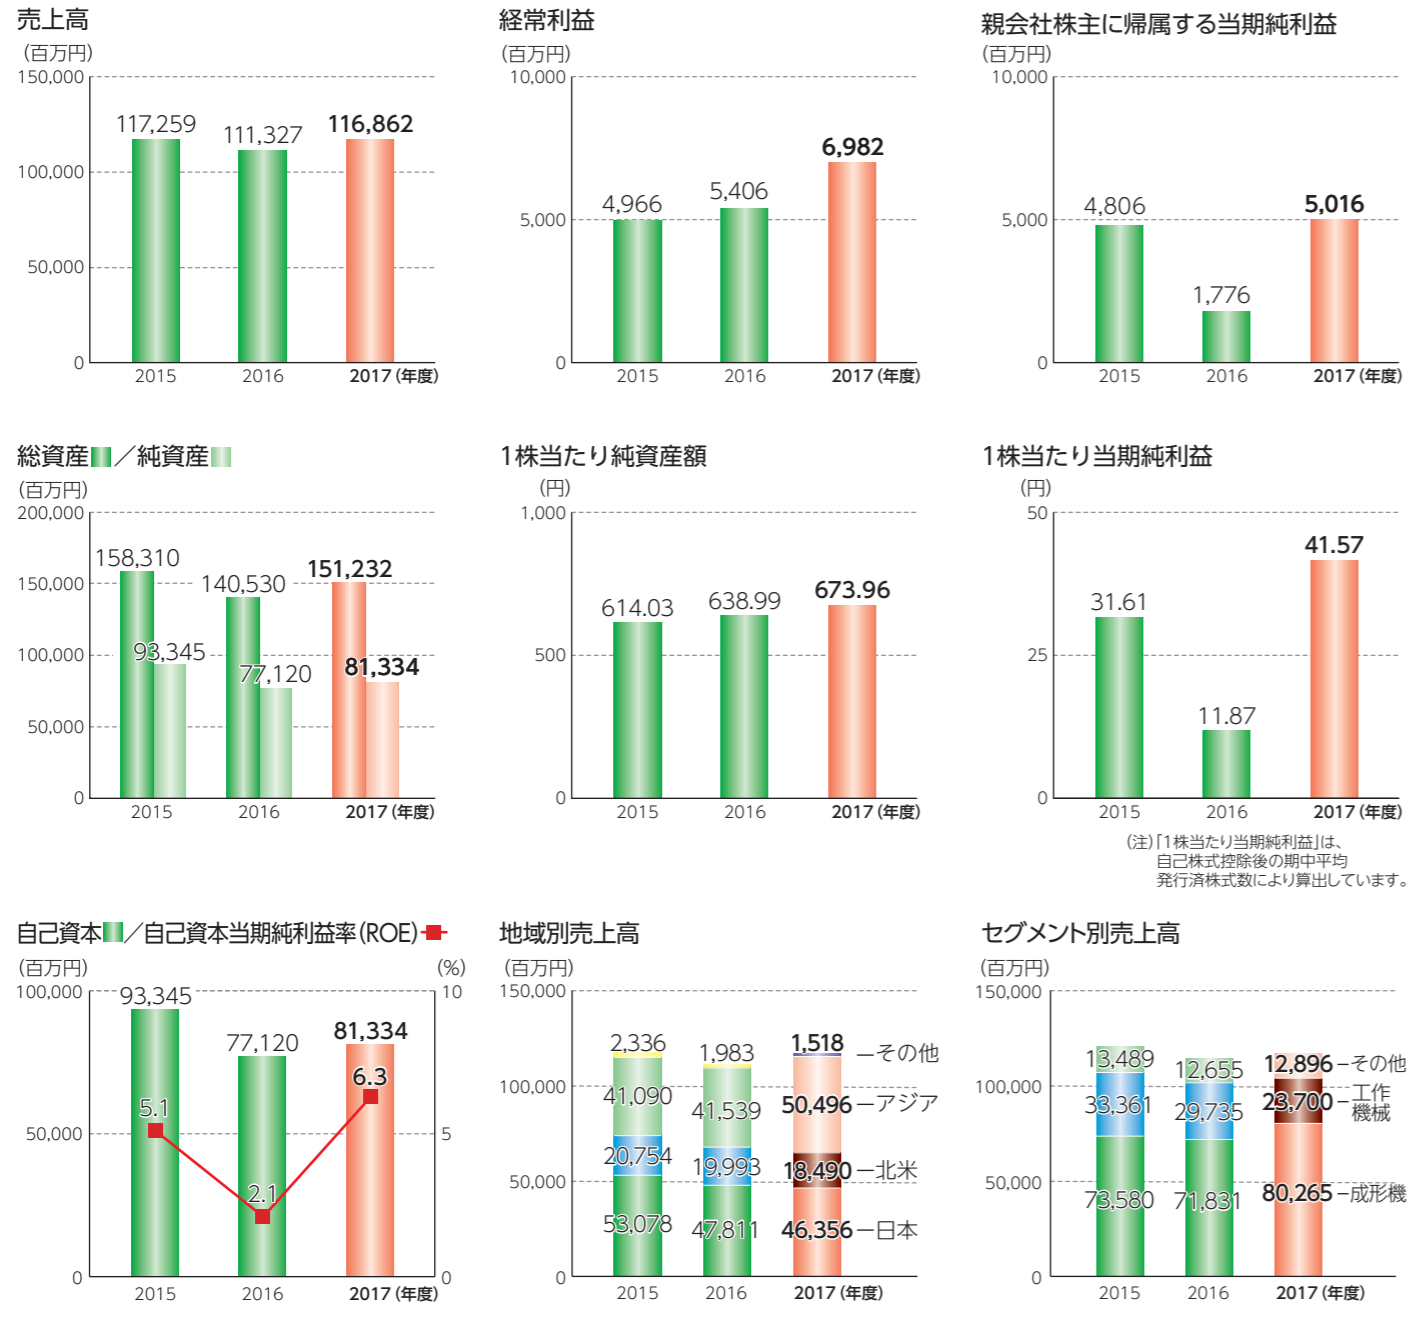 売上高
（百万円）
150,000
100,000
50,000
0
117,259
111,327
116,862
2015
2016
2017（年度）
経常利益
（百万円）
10,000
5,000
0
4,966
5,406
6,982
2015
2016
2017（年度）
親会社株主に帰属する当期純利益
（百万円）
10,000
5,000
0
4,806
1,776
5,016
2015
2016
2017（年度）
総資産／純資産
（百万円）
200,000
150,000
100,000
50,000
0
158,310
93,345
140,530
77,120
151,232
81,334
2015
2016
2017（年度）
1株当たり純資産額
（円）
1,000
500
0
614.03
638.99
673.96
2015
2016
2017（年度）
1株当たり当期純利益
（円）
50
25
0
31.61
11.87
41.57
2015
2016
2017（年度）
（注）「1株当たり当期純利益」は、
自己株式控除後の期中平均
発行済株式数により算出しています。
自己資本／自己資本当期純利益率（ROE）
（百万円）
（%）
100,000
50,000
0
10
5
0
93,345
77,120
81,334
5.1
2.1
6.3
2015
2016
2017（年度）
地域別売上高
（百万円）
150,000
100,000
50,000
0
2,336
41,090
20,754
53,078
1,983
41,539
19,993
47,811
1,518
50,496
18,490
46,356
その他
アジア
北米
日本
2015
2016
2017（年度）
セグメント別売上高
（百万円）
150,000
100,000
50,000
0
13,489
33,361
73,580
12,655
29,735
71,831
12,896
23,700
80,265
その他
工作
機械
成形機
2015
2016
2017（年度）